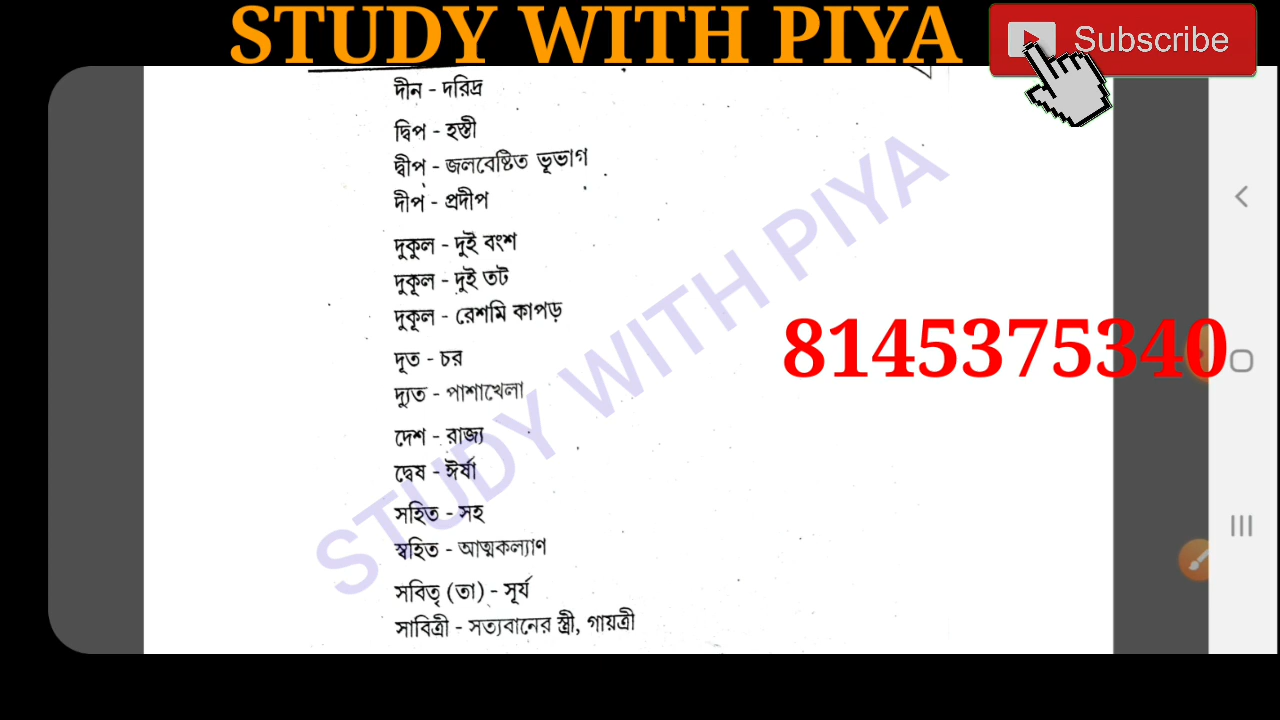 STUDY WITH PIYA
Subscribe
দীন - দরিদ্র
দ্বিপ - হস্তী
দ্বীপ - জলবেষ্টিত ভূভাগ
দীপ - প্রদীপ
দুকুল - দুই বংশ
দুকূল - দুই তট
দুকূল - রেশমি কাপড়
8145375340
দূত - চর
দ্যুত - পাশাখেলা
দেশ - রাজ্য
দ্বেষ - ঈর্ষা
সহিত - সহ
স্বহিত - আত্মকল্যাণ
সবিতৃ (তা) - সূর্য
সাবিত্রী - সত্যবানের স্ত্রী, গায়ত্রী
STUDY WITH PIYA